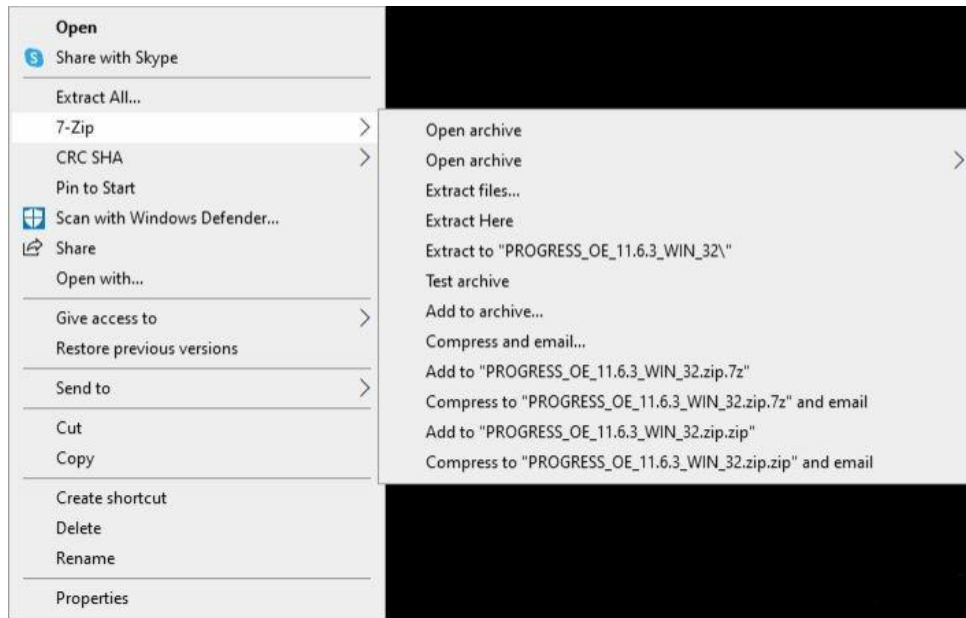 Open
Share with Skype
Extract All...
7-Zip
CRC SHA
Pin to Start
Scan with Windows Defender...
Share
Open with...
Give access to
Restore previous versions
Send to
Cut
Copy
Create shortcut
Delete
Rename
Properties
Open archive
Open archive
Extract files...
Extract Here
Extract to "PROGRESS_OE_11.6.3_WIN_32\"
Test archive
Add to archive...
Compress and email...
Add to "PROGRESS_OE_11.6.3_WIN_32.zip.7z"
Compress to "PROGRESS_OE_11.6.3_WIN_32.zip.7z" and email
Add to "PROGRESS_OE_11.6.3_WIN_32.zip.zip"
Compress to "PROGRESS_OE_11.6.3_WIN_32.zip.zip" and email